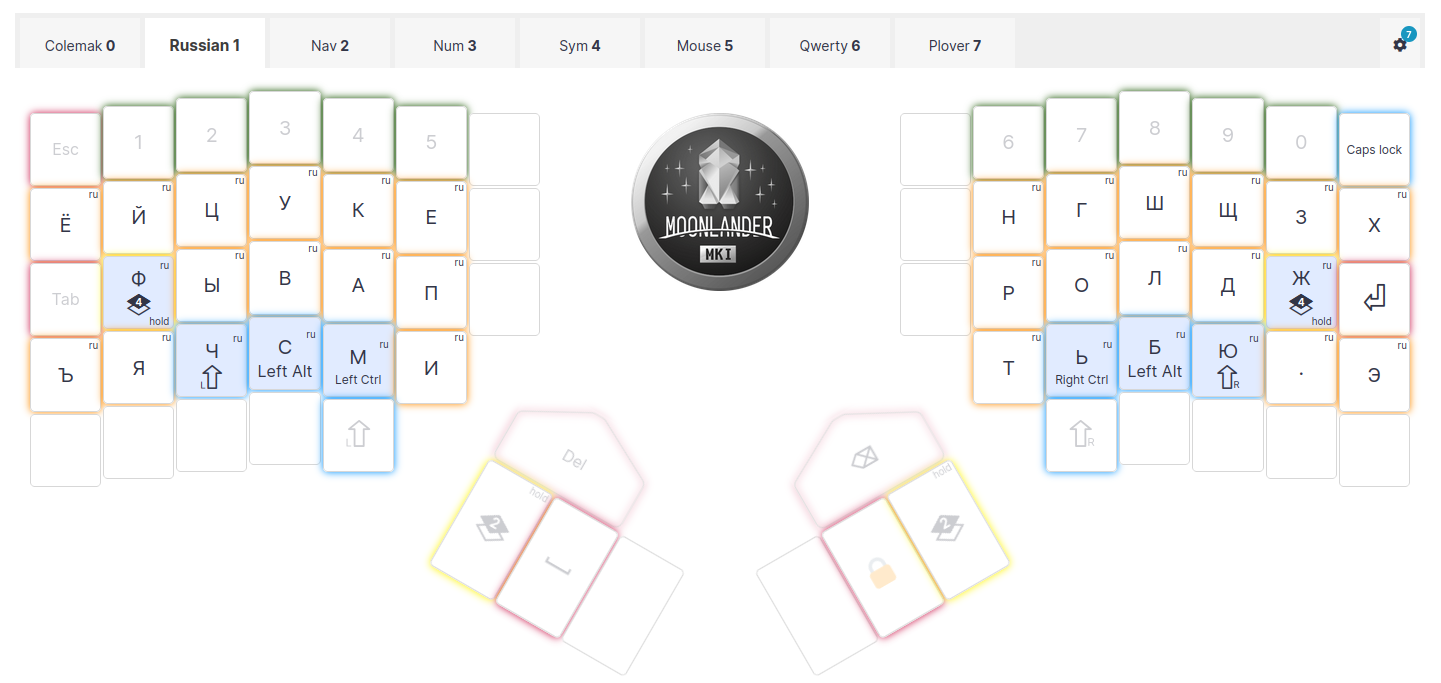 Colemak 0 Russian 1 Nav 2 Num 3 Sym 4 Mouse 5 Qwerty 6 Plover 7 7
Esc 1 2 3 4 5 6 7 8 9 0 Caps lock
MOONLANDER
MKI
ru ru ru ru ru ru ru ru ru ru ru ru
Ё Й Ц У К Е Н Г Ш Щ З Х
Tab ru ru ru ru ru ru ru ru ru ru
Ф Ы В А П Р О Л Д Ж
4 hold 4 hold
ru ru ru ru ru ru ru ru ru ru ru ru
Ъ Я Ч С М И Т Ь Б Ю . Э
L Left Alt Left Ctrl Right Ctrl Left Alt R
L R
Del
hold hold
2 2